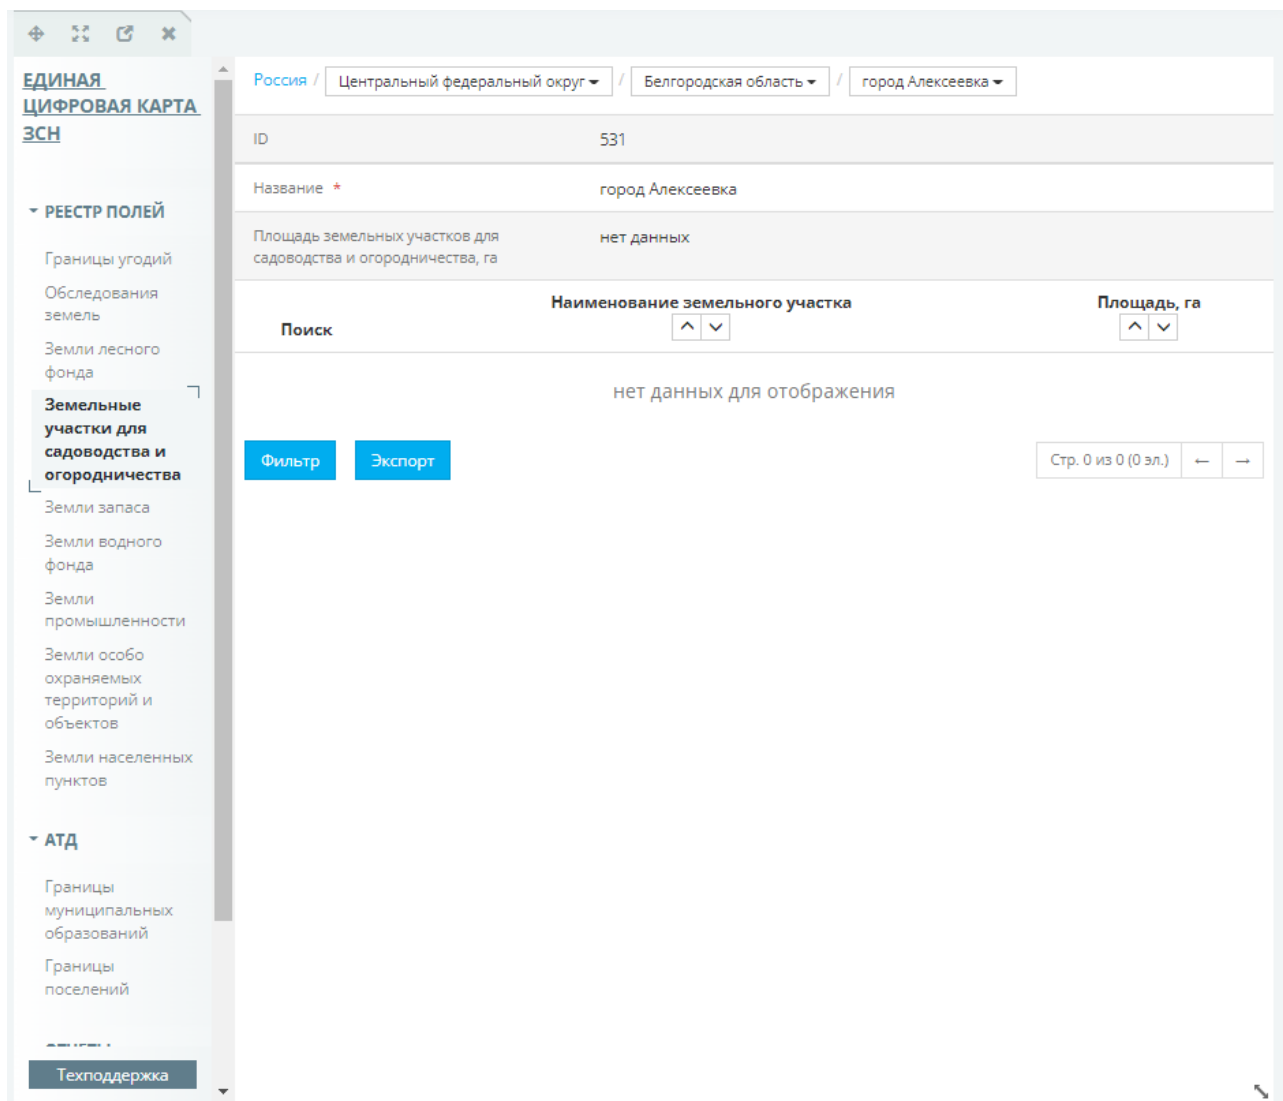 ЕДИНАЯ
ЦИФРОВАЯ КАРТА
ЗСН
РЕЕСТР ПОЛЕЙ
Границы угодий
Обследования
земель
Земли лесного
фонда
Земельные
участки для
садоводства и
огородничества
Земли запаса
Земли водного
фонда
Земли
промышленности
Земли особо
охраняемых
территорий и
объектов
Земли населенных
пунктов
АТД
Границы
муниципальных
образований
Границы
поселений
Техподдержка
Россия / Центральный федеральный округ / Белгородская область / город Алексеевка
ID 531
Название * город Алексеевка
Площадь земельных участков для
садоводства и огородничества, га
нет данных
Поиск Наименование земельного участка Площадь, га
нет данных для отображения
Фильтр Экспорт Стр. 0 из 0 (0 эл.) ← →